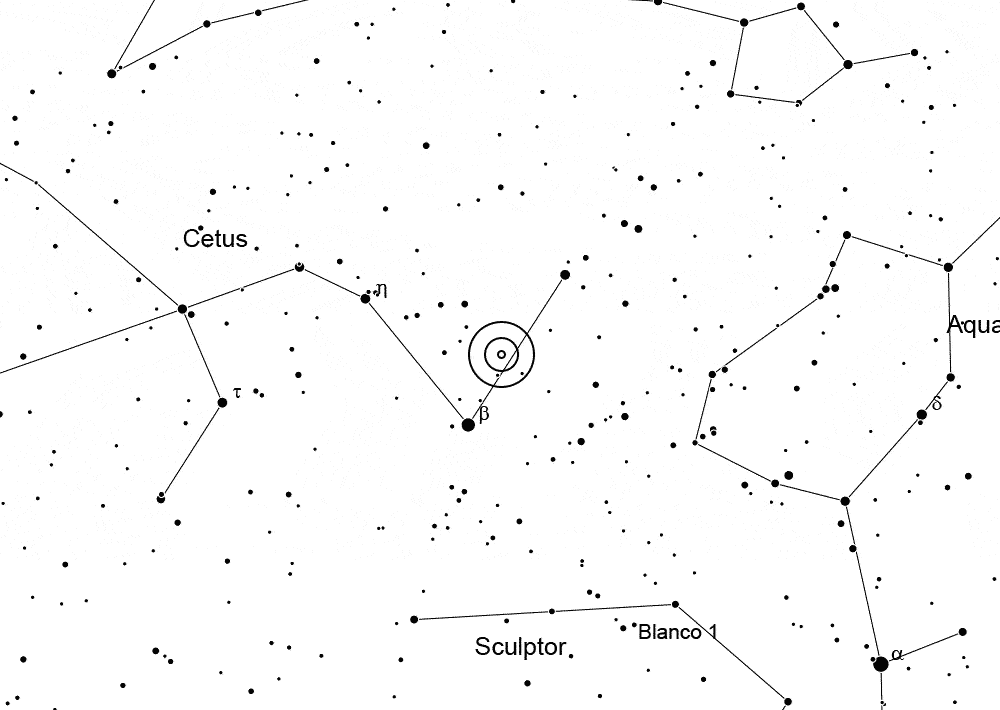 Cetus
η
Aqua
τ
β
δ
Blanco 1
Sculptor
α